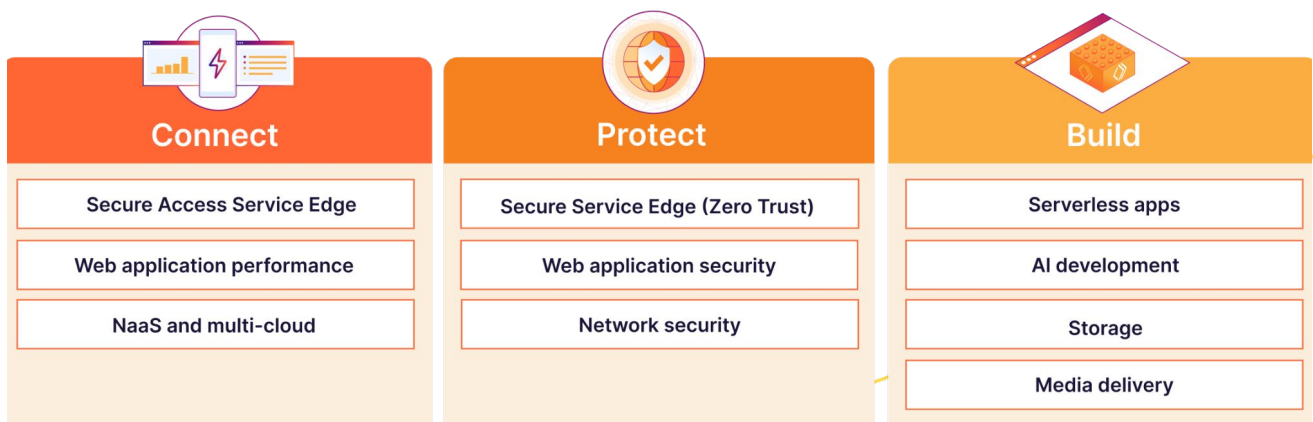 Connect
Secure Access Service Edge
Web application performance
NaaS and multi-cloud
Protect
Secure Service Edge (Zero Trust)
Web application security
Network security
Build
Serverless apps
AI development
Storage
Media delivery